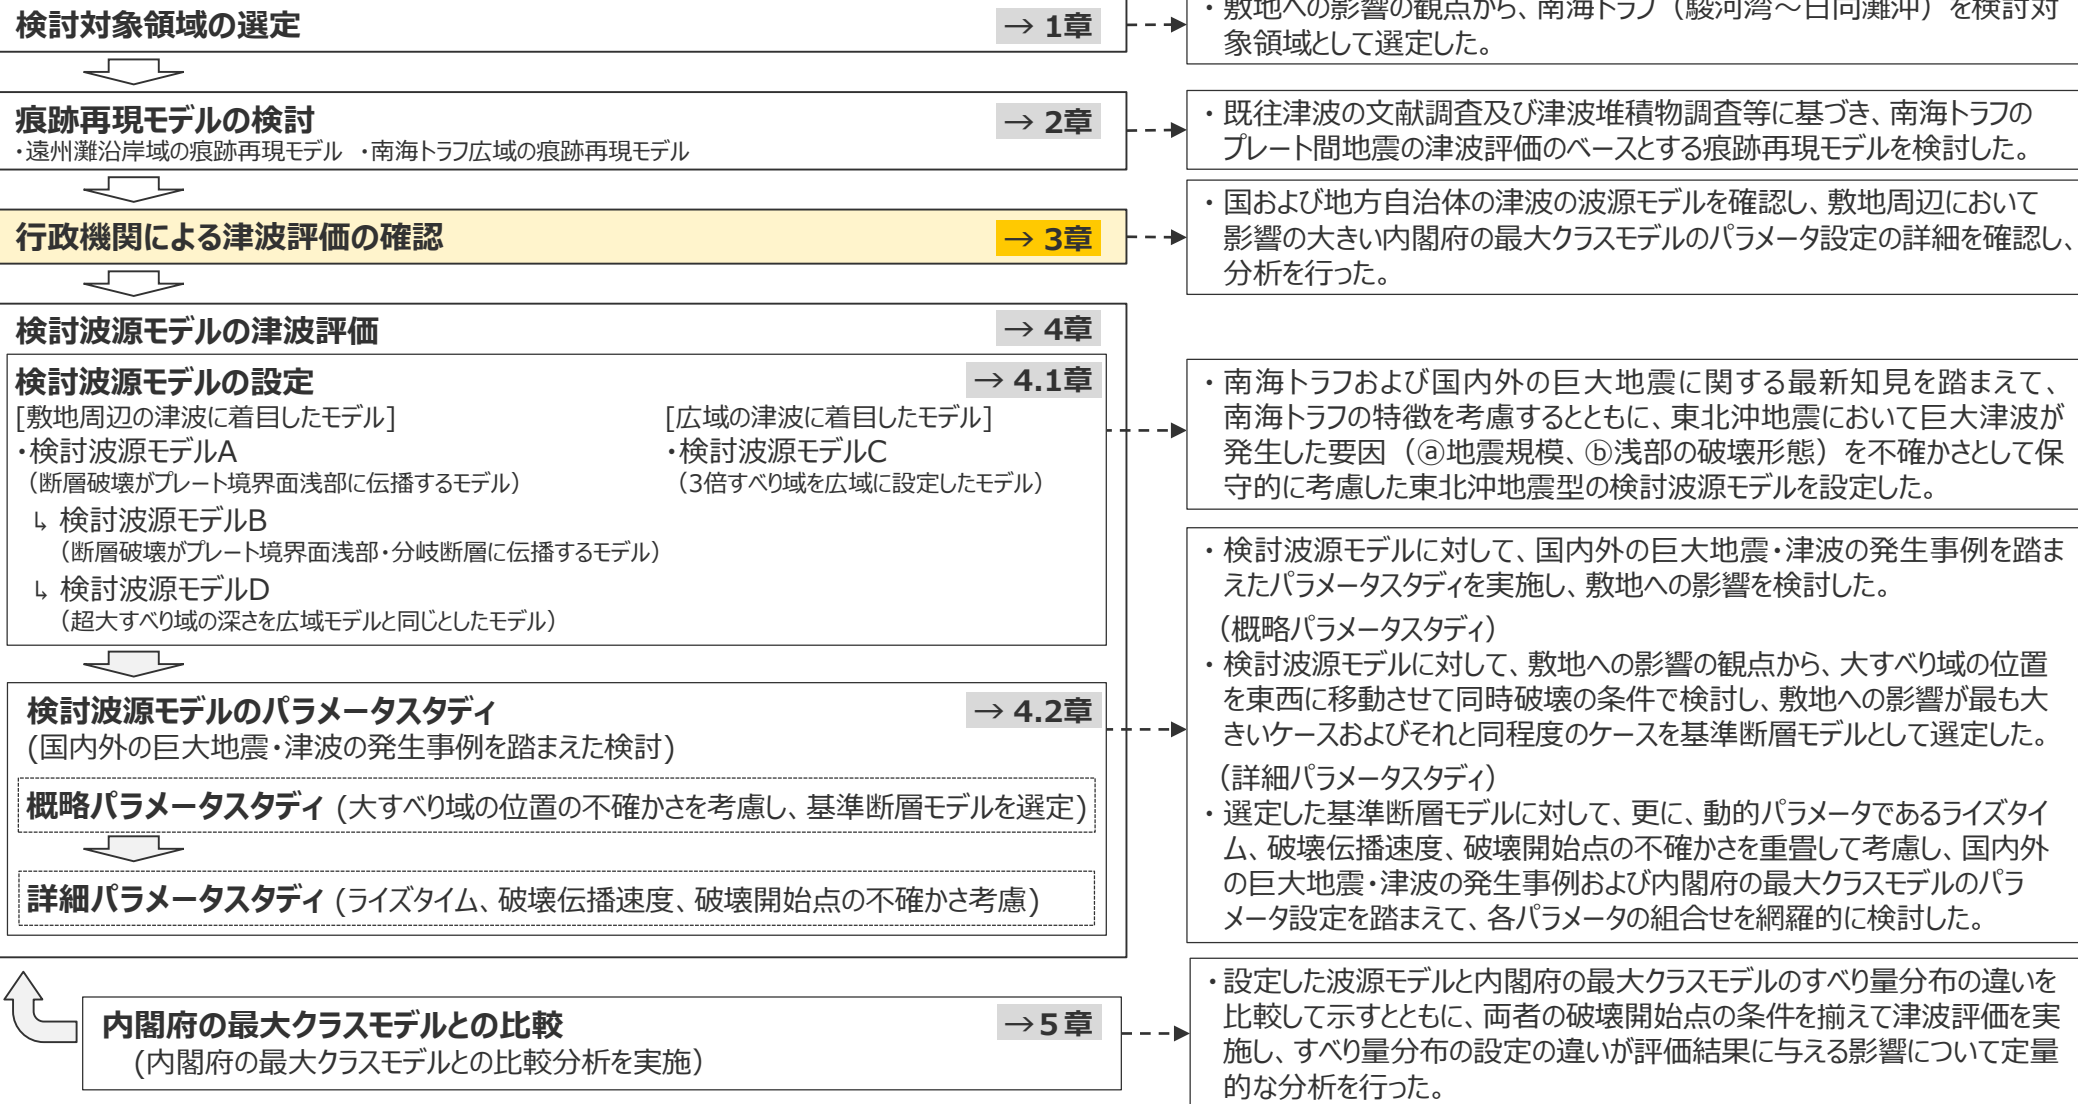 検討対象領域の選定 → 1章
・敷地への影響の観点から、南海トラフ（駿河湾～日向灘沖）を検討対
象領域として選定した。
痕跡再現モデルの検討 → 2章
・遠州灘沿岸域の痕跡再現モデル ・南海トラフ広域の痕跡再現モデル
・既往津波の文献調査及び津波堆積物調査等に基づき、南海トラフの
プレート間地震の津波評価のベースとする痕跡再現モデルを検討した。
行政機関による津波評価の確認 → 3章
・国および地方自治体の津波の波源モデルを確認し、敷地周辺において
影響の大きい内閣府の最大クラスモデルのパラメータ設定の詳細を確認し、
分析を行った。
検討波源モデルの津波評価 → 4章
検討波源モデルの設定 → 4.1章
[敷地周辺の津波に着目したモデル] [広域の津波に着目したモデル]
・検討波源モデルA ・検討波源モデルC
（断層破壊がプレート境界面浅部に伝播するモデル） （3倍すべり域を広域に設定したモデル）
↳ 検討波源モデルB
（断層破壊がプレート境界面浅部・分岐断層に伝播するモデル）
↳ 検討波源モデルD
（超大すべり域の深さを広域モデルと同じとしたモデル）
・南海トラフおよび国内外の巨大地震に関する最新知見を踏まえて、
南海トラフの特徴を考慮するとともに、東北沖地震において巨大津波が
発生した要因（ⓐ地震規模、ⓑ浅部の破壊形態）を不確かさとして保
守的に考慮した東北沖地震型の検討波源モデルを設定した。
検討波源モデルのパラメータスタディ → 4.2章
(国内外の巨大地震・津波の発生事例を踏まえた検討)
概略パラメータスタディ (大すべり域の位置の不確かさを考慮し、基準断層モデルを選定)
詳細パラメータスタディ (ライズタイム、破壊伝播速度、破壊開始点の不確かさ考慮)
・検討波源モデルに対して、国内外の巨大地震・津波の発生事例を踏ま
えたパラメータスタディを実施し、敷地への影響を検討した。
（概略パラメータスタディ）
・検討波源モデルに対して、敷地への影響の観点から、大すべり域の位置
を東西に移動させて同時破壊の条件で検討し、敷地への影響が最も大
きいケースおよびそれと同程度のケースを基準断層モデルとして選定した。
（詳細パラメータスタディ）
・選定した基準断層モデルに対して、更に、動的パラメータであるライズタイ
ム、破壊伝播速度、破壊開始点の不確かさを重畳して考慮し、国内外
の巨大地震・津波の発生事例および内閣府の最大クラスモデルのパラ
メータ設定を踏まえて、各パラメータの組合せを網羅的に検討した。
内閣府の最大クラスモデルとの比較 →５章
(内閣府の最大クラスモデルとの比較分析を実施）
・設定した波源モデルと内閣府の最大クラスモデルのすべり量分布の違いを
比較して示すとともに、両者の破壊開始点の条件を揃えて津波評価を実
施し、すべり量分布の設定の違いが評価結果に与える影響について定量
的な分析を行った。